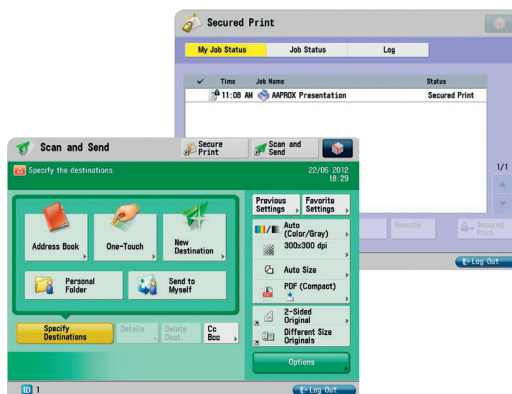 Secured Print
My Job Status
Job Status
Log
✓ Time Job Name Status
11:08 AM AAPROX Presentation Secured Print
1/1
Resume
Secured
Print
Log Out
Scan and Send
Secure
Print
Scan and
Send
Specify the destinations.
22/06 2012
18:29
Address Book
One-Touch
New
Destination
Personal
Folder
Send to
Myself
Specify
Destinations
Details
Delete
Dest.
Cc
Bcc
Previous
Settings
Favorite
Settings
Auto
(Color/Gray)
300x300 dpi
Auto Size
PDF (Compact)
2-Sided
Original
Different Size
Originals
Options
ID 1
Log Out